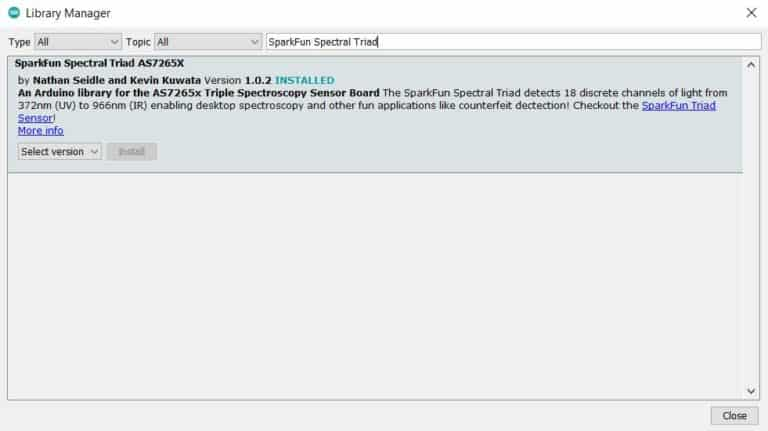 Library Manager
Type All Topic All SparkFun Spectral Triad
SparkFun Spectral Triad AS7265X
by Nathan Seidle and Kevin Kuwata Version 1.0.2 INSTALLED
An Arduino library for the AS7265x Triple Spectroscopy Sensor Board The SparkFun Spectral Triad detects 18 discrete channels of light from
372nm (UV) to 966nm (IR) enabling desktop spectroscopy and other fun applications like counterfeit dectection! Checkout the SparkFun Triad
Sensor!
More info
Select version Install
Close